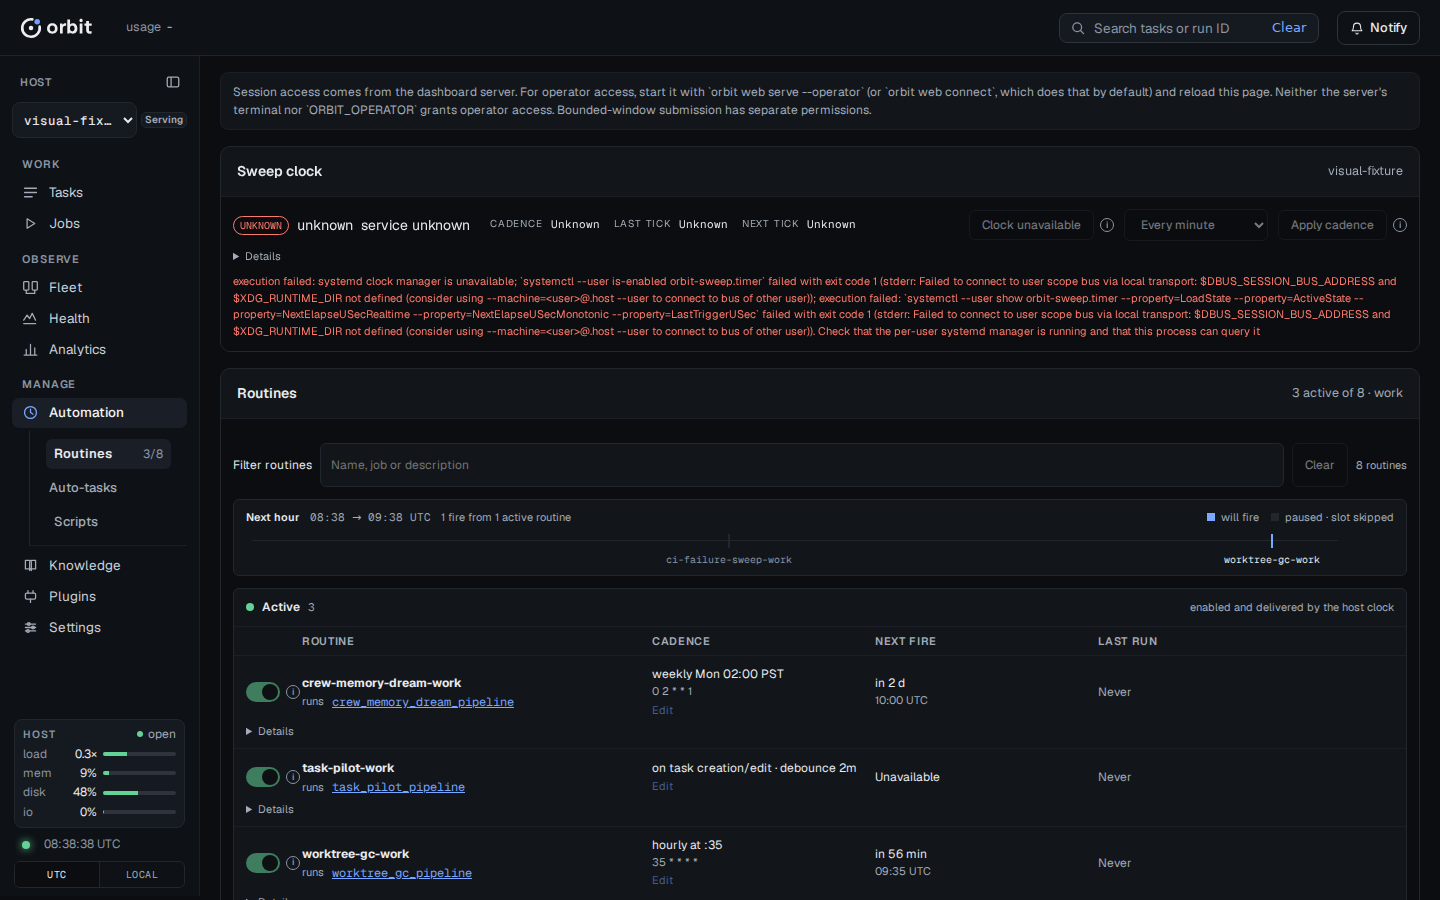 orbit
usage –
Search tasks or run ID
Clear
Notify
HOST
visual-fix...
Serving
WORK
Tasks
Jobs
OBSERVE
Fleet
Health
Analytics
MANAGE
Automation
Routines 3/8
Auto-tasks
Scripts
Knowledge
Plugins
Settings
HOST open
load 0.3×
mem 9%
disk 48%
io 0%
08:38:38 UTC
UTC LOCAL
Session access comes from the dashboard server. For operator access, start it with `orbit web serve --operator` (or `orbit web connect`, which does that by default) and reload this page. Neither the server's
terminal nor `ORBIT_OPERATOR` grants operator access. Bounded-window submission has separate permissions.
Sweep clock
visual-fixture
UNKNOWN unknown service unknown CADENCE Unknown LAST TICK Unknown NEXT TICK Unknown
Clock unavailable
Every minute
Apply cadence
Details
execution failed: systemd clock manager is unavailable; `systemctl --user is-enabled orbit-sweep.timer` failed with exit code 1 (stderr: Failed to connect to user scope bus via local transport: $DBUS_SESSION_BUS_ADDRESS and
$XDG_RUNTIME_DIR not defined (consider using --machine=<user>@.host --user to connect to bus of other user)); execution failed: `systemctl --user show orbit-sweep.timer --property=LoadState --property=ActiveState --
property=NextElapseUSecRealtime --property=NextElapseUSecMonotonic --property=LastTriggerUSec` failed with exit code 1 (stderr: Failed to connect to user scope bus via local transport: $DBUS_SESSION_BUS_ADDRESS and
$XDG_RUNTIME_DIR not defined (consider using --machine=<user>@.host --user to connect to bus of other user)). Check that the per-user systemd manager is running and that this process can query it
Routines
3 active of 8 · work
Filter routines
Name, job or description
Clear
8 routines
Next hour 08:38 → 09:38 UTC 1 fire from 1 active routine
will fire
paused · slot skipped
ci-failure-sweep-work
worktree-gc-work
Active 3
enabled and delivered by the host clock
ROUTINE CADENCE NEXT FIRE LAST RUN
crew-memory-dream-work
runs crew_memory_dream_pipeline
weekly Mon 02:00 PST
0 2 * * 1
Edit
in 2 d
10:00 UTC
Never
Details
task-pilot-work
runs task_pilot_pipeline
on task creation/edit · debounce 2m
Edit
Unavailable
Never
Details
worktree-gc-work
runs worktree_gc_pipeline
hourly at :35
35 * * * *
Edit
in 56 min
09:35 UTC
Never